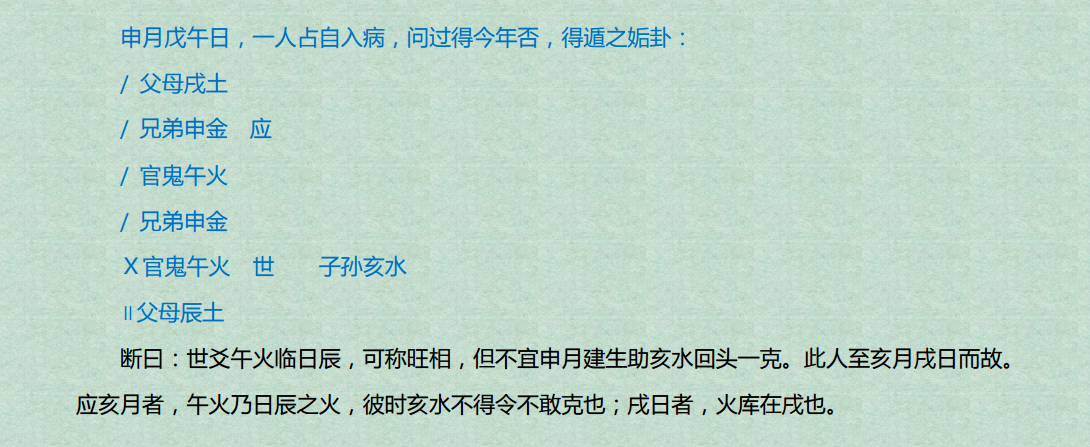 申月戊午日，一人占自入病，问过得今年否，得遁之姤卦：
/ 父母戌土
/ 兄弟申金 应
/ 官鬼午火
/ 兄弟申金
X官鬼午火 世 子孙亥水
〃父母辰土
断曰：世爻午火临日辰，可称旺相，但不宜申月建生助亥水回头一克。此人至亥月戌日而故。
应亥月者，午火乃日辰之火，彼时亥水不得令不敢克也；戌日者，火库在戌也。